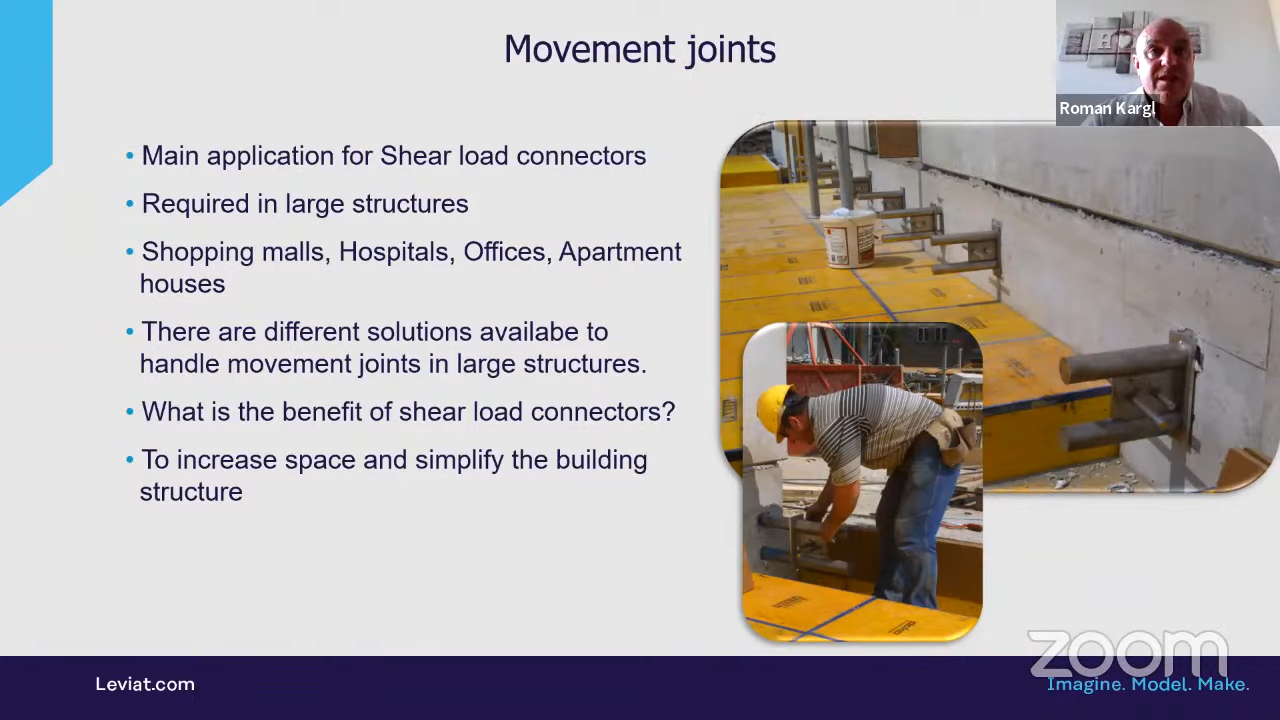 Movement joints
Roman Kargl
• Main application for Shear load connectors
• Required in large structures
• Shopping malls, Hospitals, Offices, Apartment
houses
• There are different solutions availabe to
handle movement joints in large structures.
• What is the benefit of shear load connectors?
• To increase space and simplify the building
structure
zoom
Leviat.com
Imagine. Model. Make.